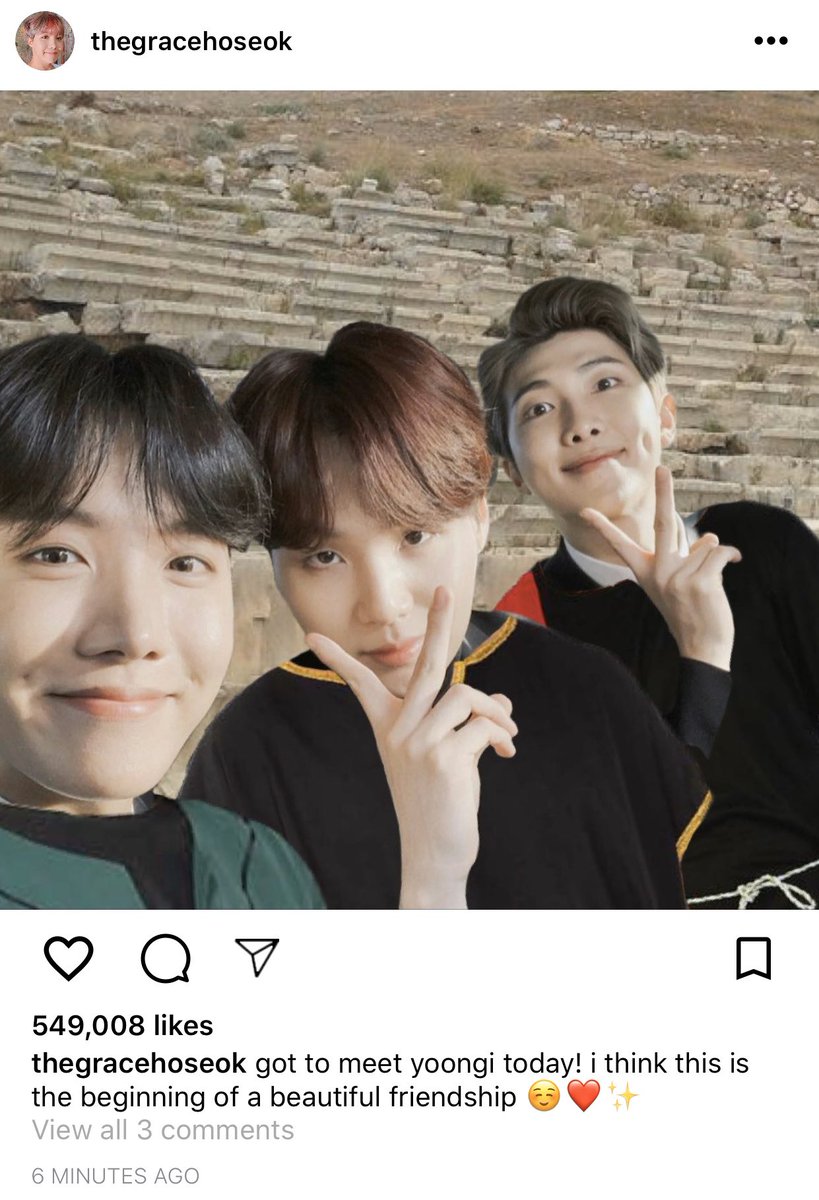 thegracehoseok
549,008 likes
thegracehoseok got to meet yoongi today! i think this is
the beginning of a beautiful friendship ☺️❤️✨
View all 3 comments
6 MINUTES AGO